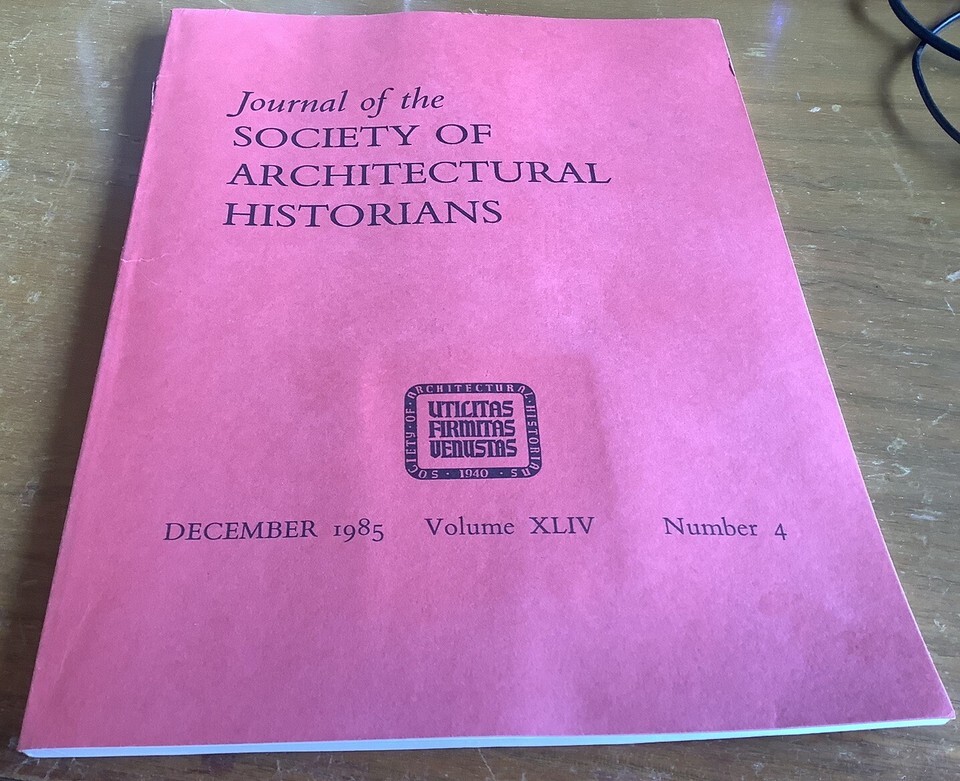 Journal of the
SOCIETY OF
ARCHITECTURAL
HISTORIANS
SOCIETY · OF · ARCHITECTURAL · HISTORIANS · 1940 ·
UTILITAS
FIRMITAS
VENUSTAS
DECEMBER 1985 Volume XLIV Number 4